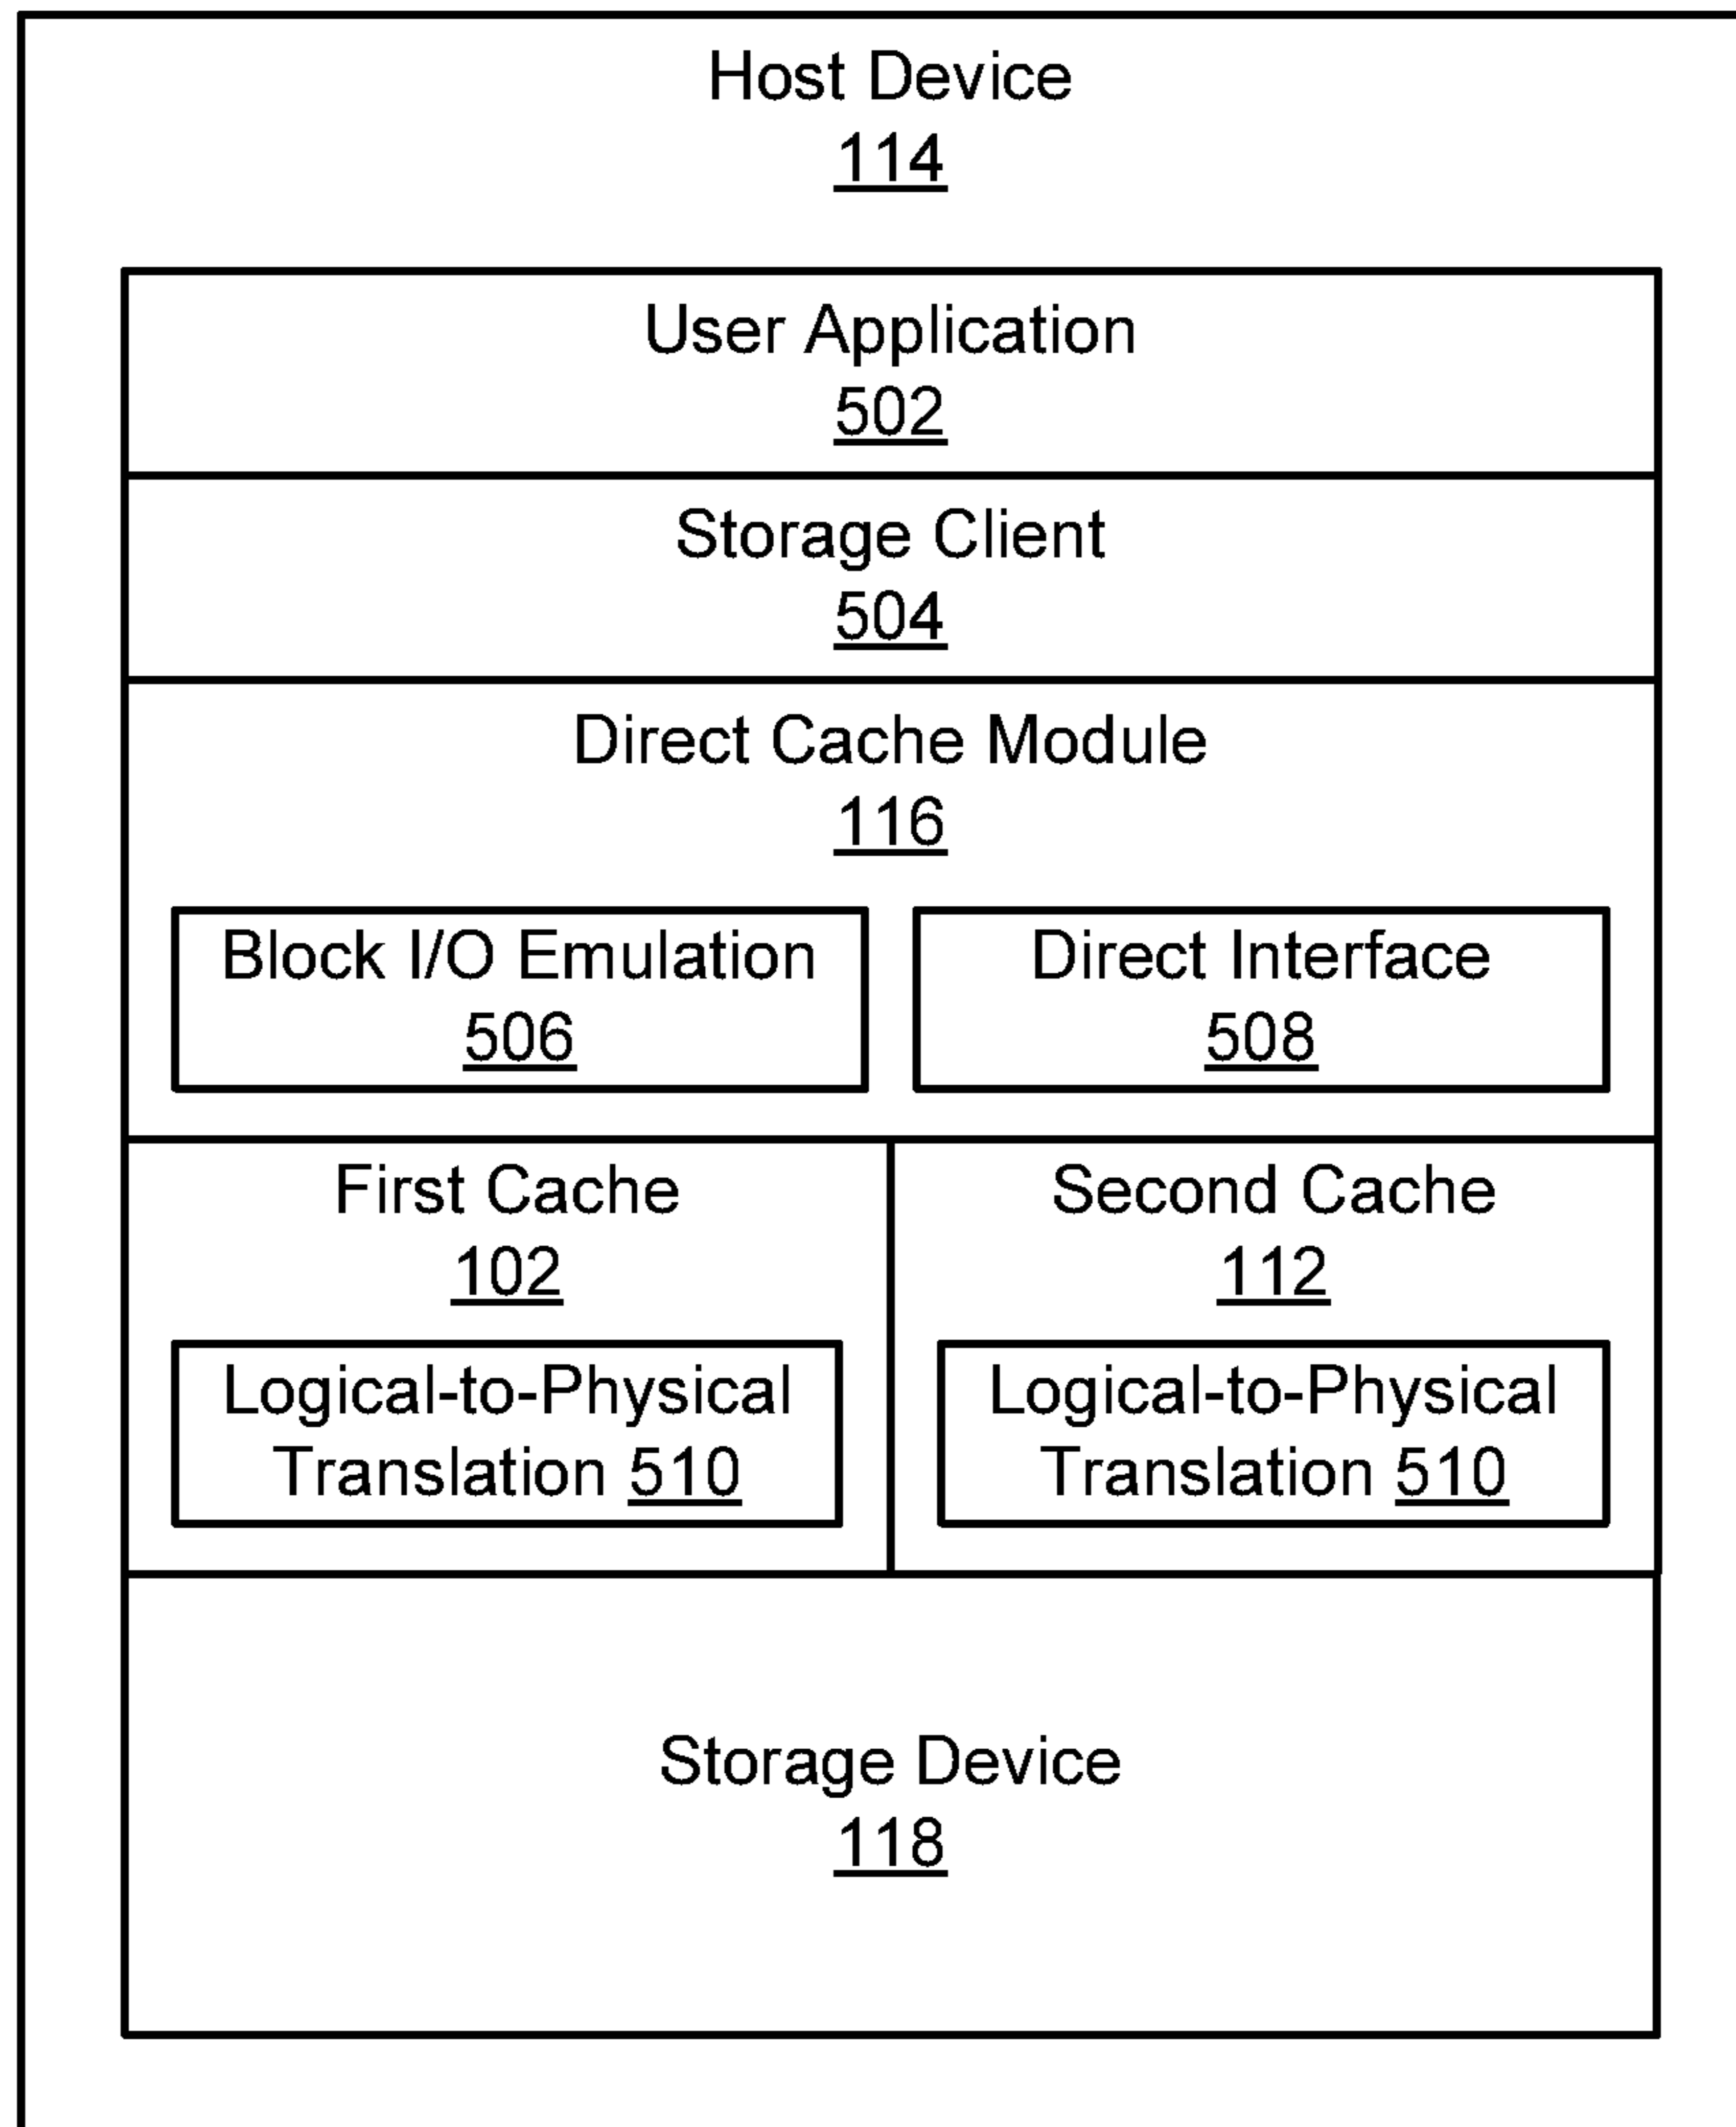 Host Device
114
User Application
502
Storage Client
504
Direct Cache Module
116
Block I/O Emulation
506
Direct Interface
508
First Cache
102
Logical-to-Physical
Translation 510
Second Cache
112
Logical-to-Physical
Translation 510
Storage Device
118